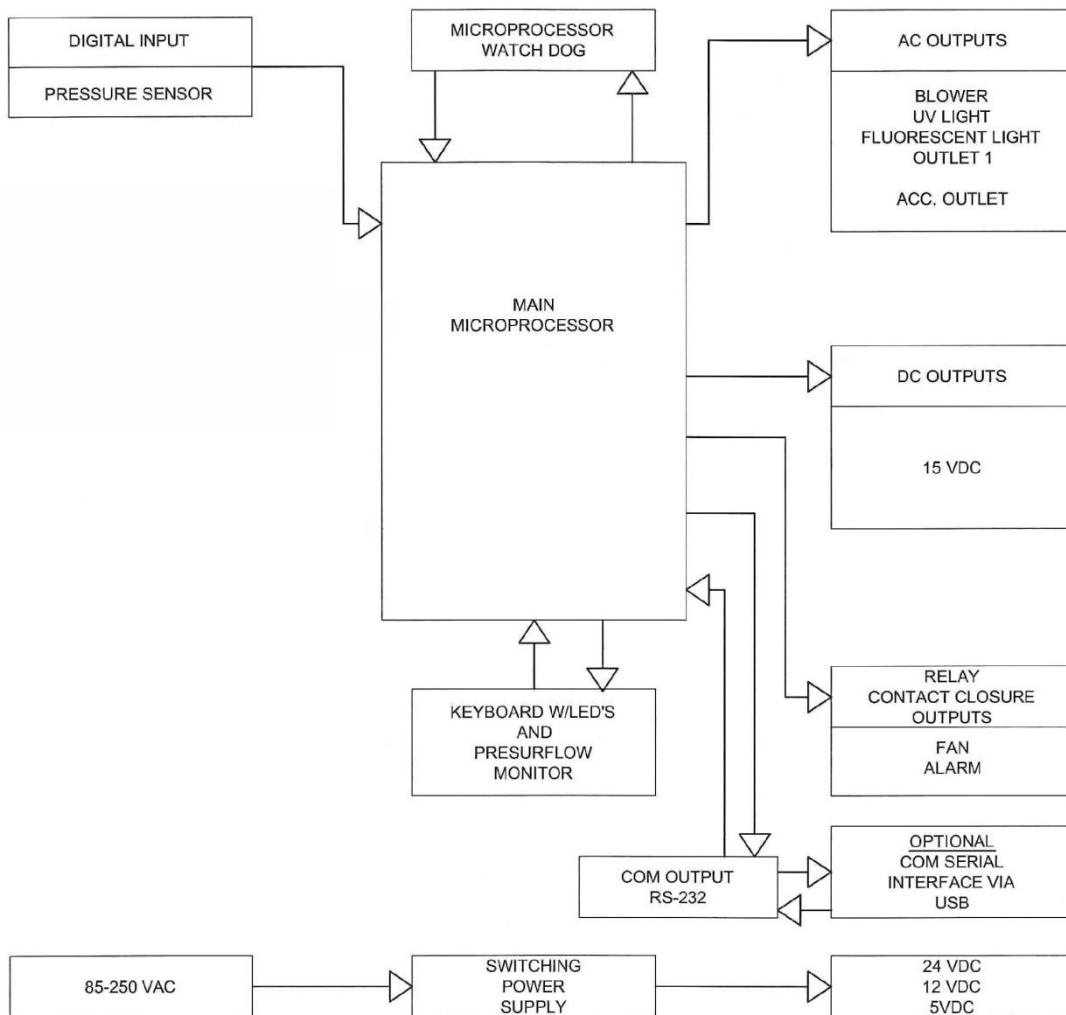 DIGITAL INPUT
PRESSURE SENSOR
MICROPROCESSOR
WATCH DOG
AC OUTPUTS
BLOWER
UV LIGHT
FLUORESCENT LIGHT
OUTLET 1
ACC. OUTLET
MAIN
MICROPROCESSOR
DC OUTPUTS
15 VDC
KEYBOARD W/LED'S
AND
PRESURFLOW
MONITOR
RELAY
CONTACT CLOSURE
OUTPUTS
FAN
ALARM
COM OUTPUT
RS-232
OPTIONAL
COM SERIAL
INTERFACE VIA
USB
85-250 VAC
SWITCHING
POWER
SUPPLY
24 VDC
12 VDC
5VDC